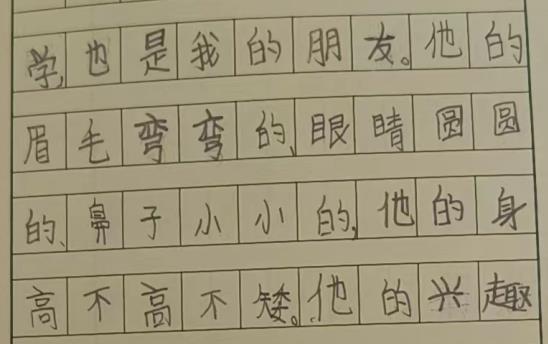 学,也是我的朋友。他的
眉毛弯弯的,眼睛圆圆
的、鼻子小小的,他的身
高不高不矮。他的兴趣